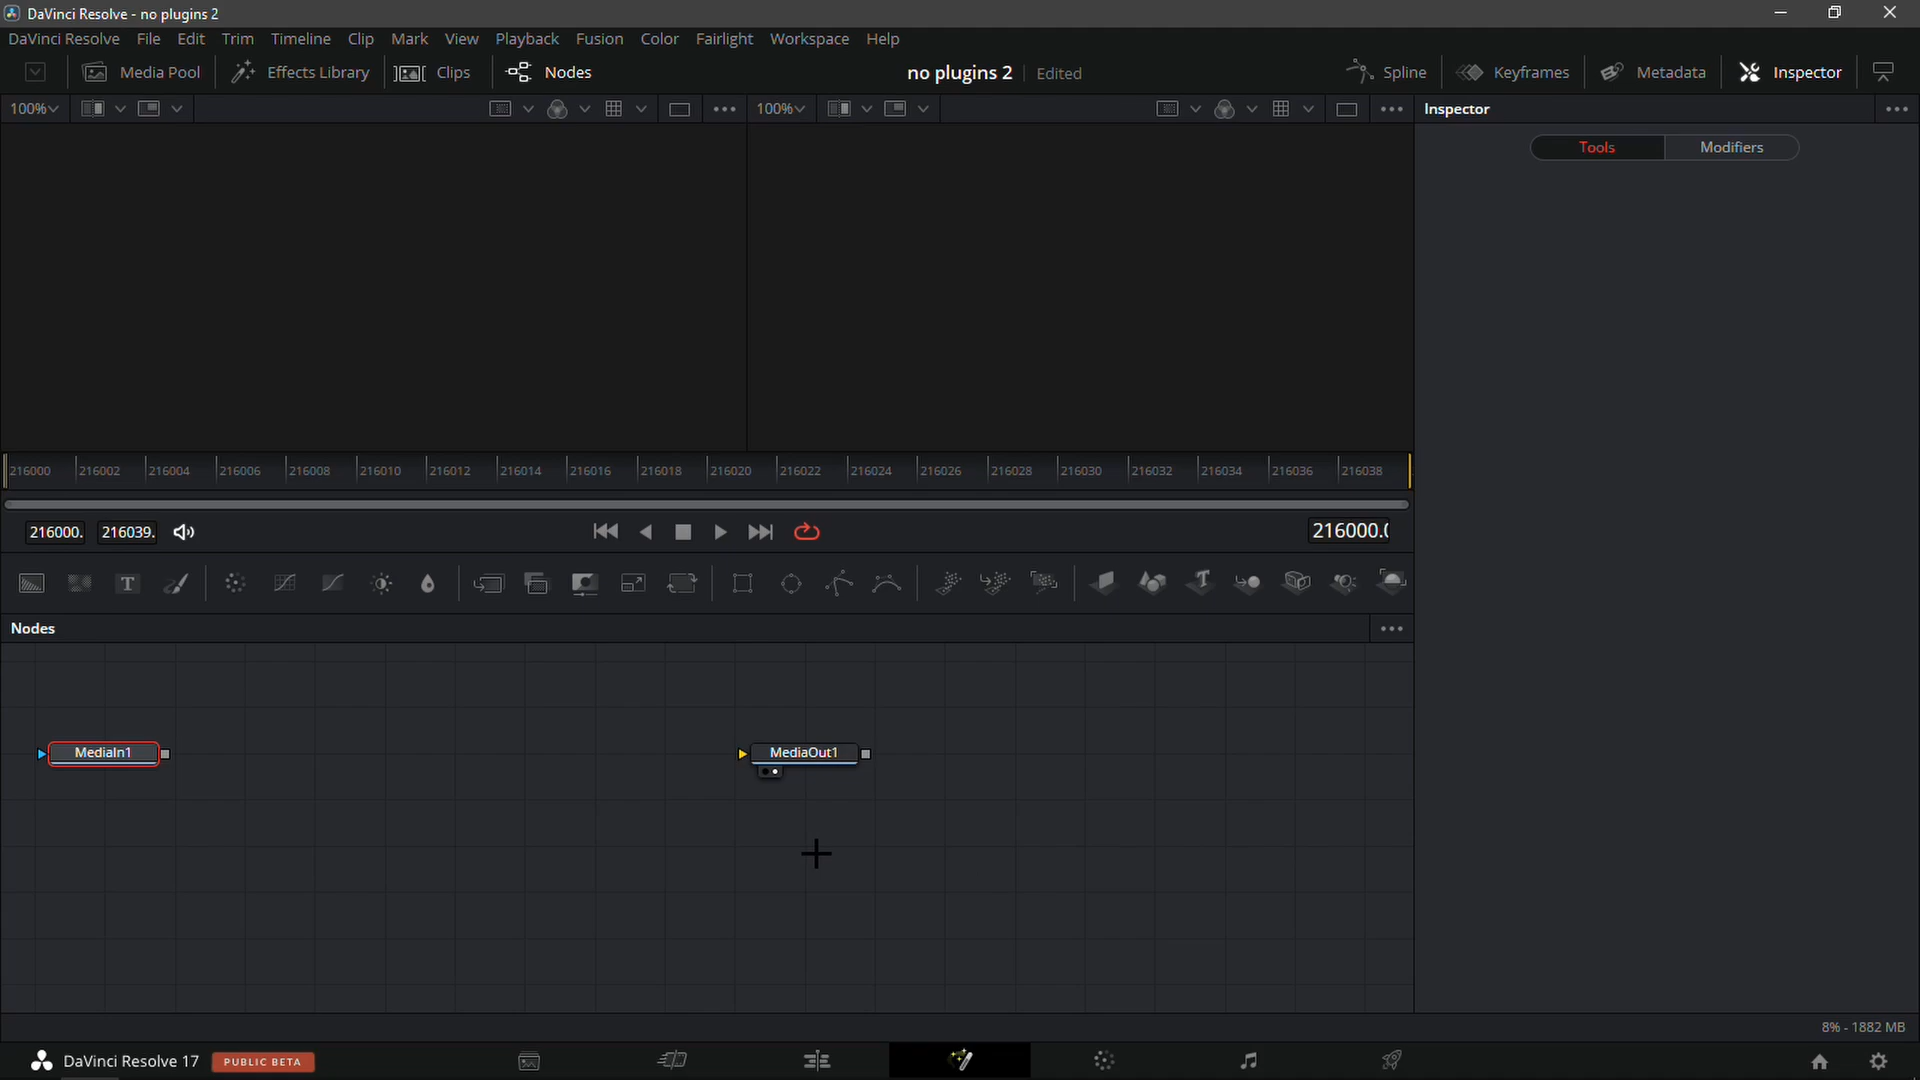 DaVinci Resolve - no plugins 2
DaVinci Resolve File Edit Trim Timeline Clip Mark View Playback Fusion Color Fairlight Workspace Help
Media Pool Effects Library Clips Nodes no plugins 2 Edited Spline Keyframes Metadata Inspector
100% 100% Inspector
Tools Modifiers
216000 216002 216004 216006 216008 216010 216012 216014 216016 216018 216020 216022 216024 216026 216028 216030 216032 216034 216036 216038
216000. 216039. 216000.0
T T
Nodes
MediaIn1 MediaOut1
8% - 1882 MB
DaVinci Resolve 17 PUBLIC BETA